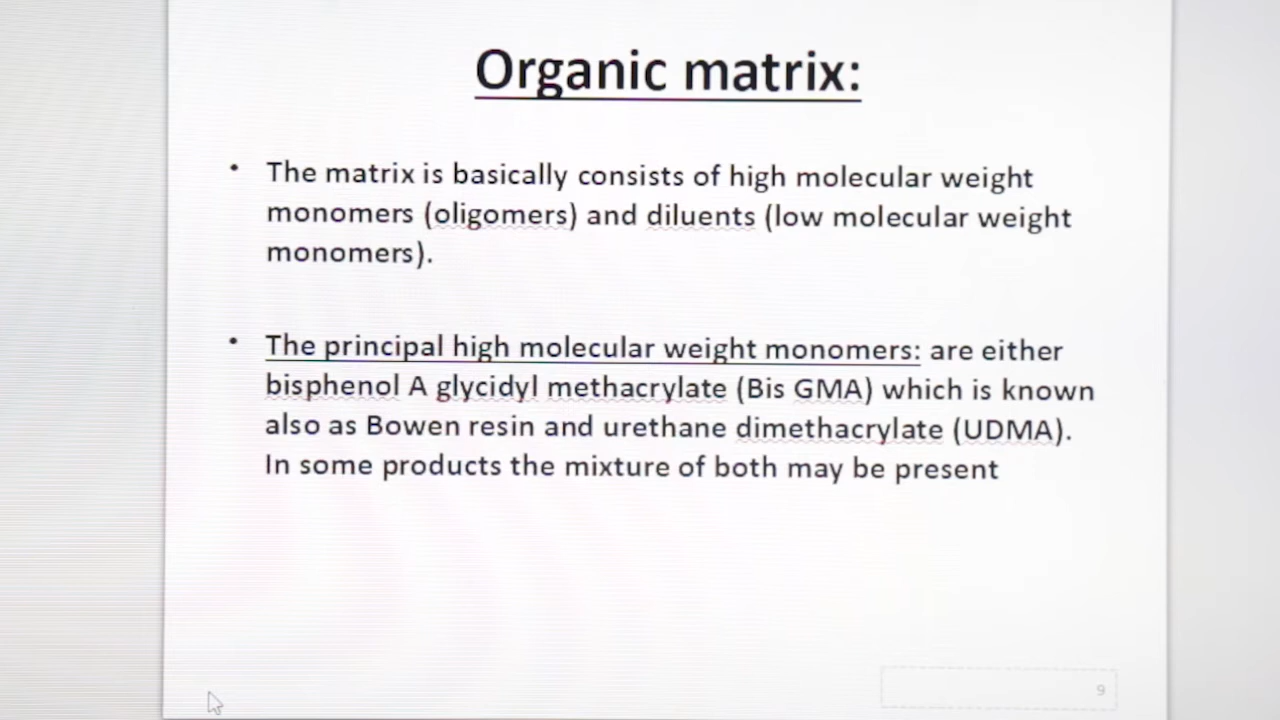 Organic matrix:
• The matrix is basically consists of high molecular weight
monomers (oligomers) and diluents (low molecular weight
monomers).
• The principal high molecular weight monomers: are either
bisphenol A glycidyl methacrylate (Bis GMA) which is known
also as Bowen resin and urethane dimethacrylate (UDMA).
In some products the mixture of both may be present
9